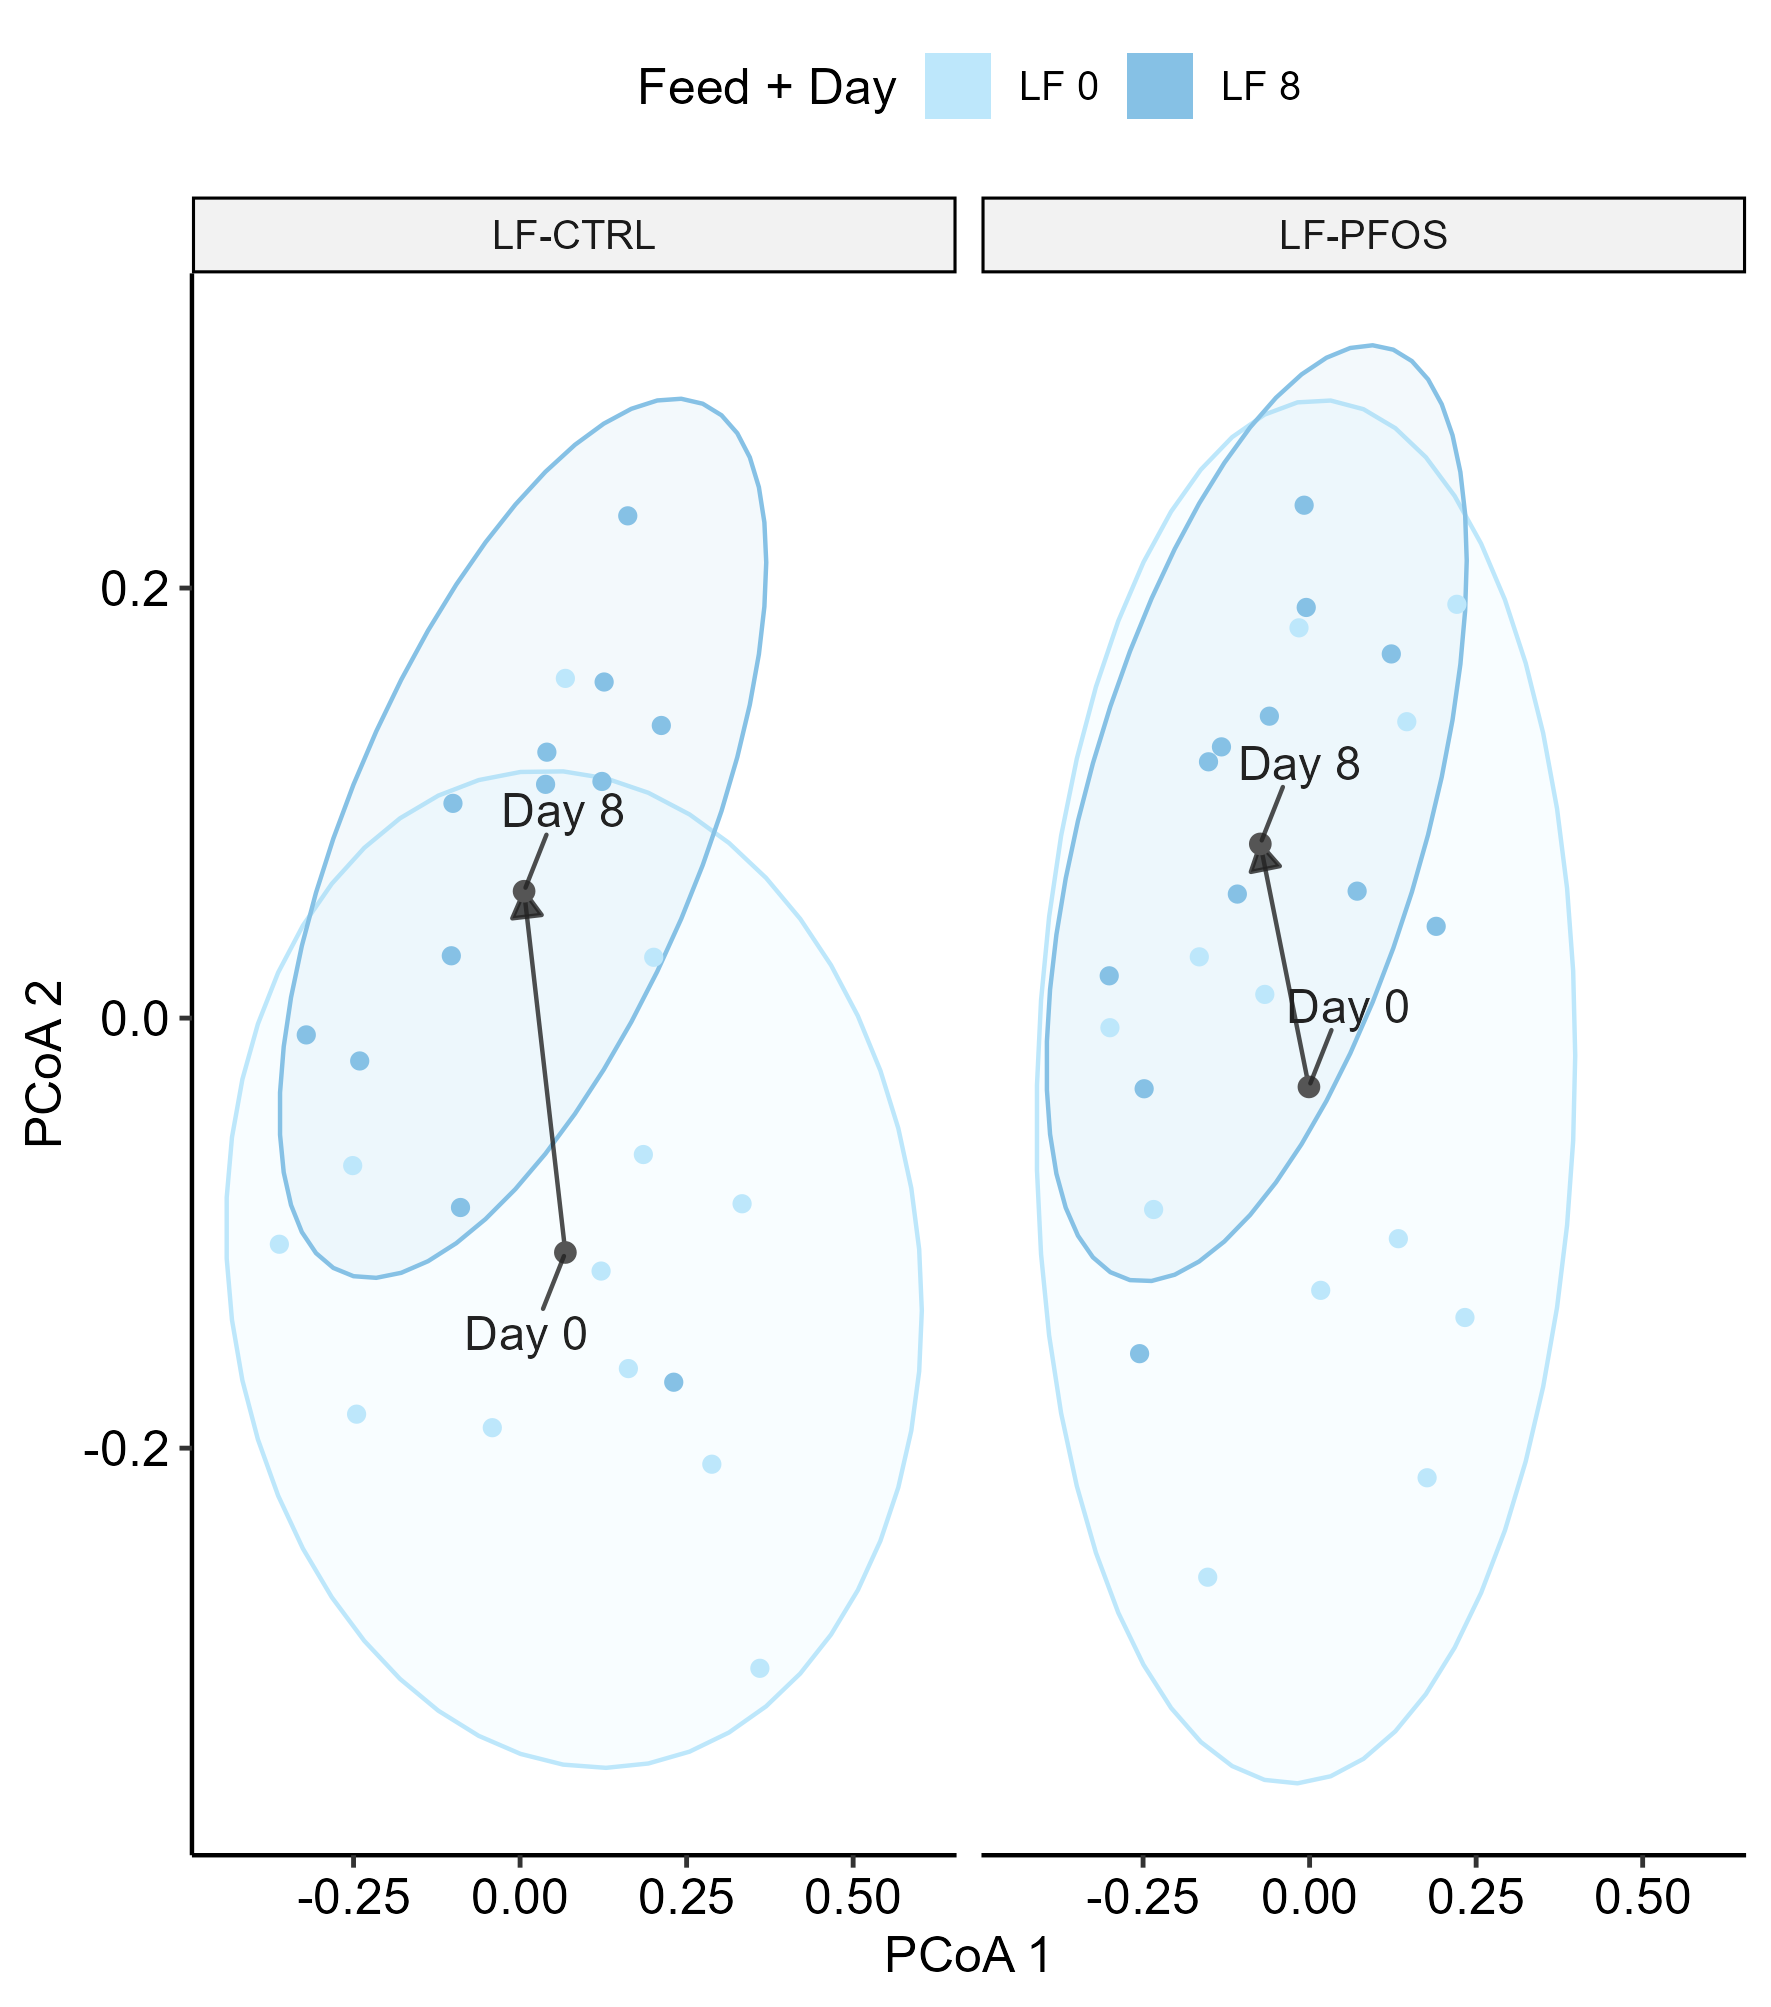 Feed + Day LF 0 LF 8
LF-CTRL LF-PFOS
0.2
Day 8
Day 8
Day 0
0.0
PCoA 2
Day 0
-0.2
-0.25 0.00 0.25 0.50 -0.25 0.00 0.25 0.50
PCoA 1